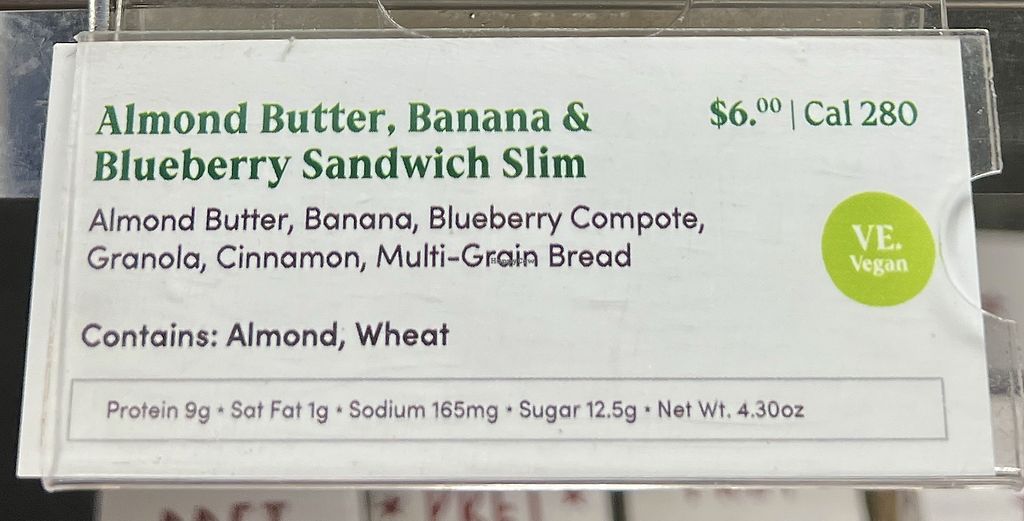 Almond Butter, Banana &
Blueberry Sandwich Slim
$6.00 | Cal 280
Almond Butter, Banana, Blueberry Compote,
Granola, Cinnamon, Multi-Grain Bread
VE.
Vegan
Contains: Almond, Wheat
Protein 9g • Sat Fat 1g • Sodium 165mg • Sugar 12.5g • Net Wt. 4.30oz